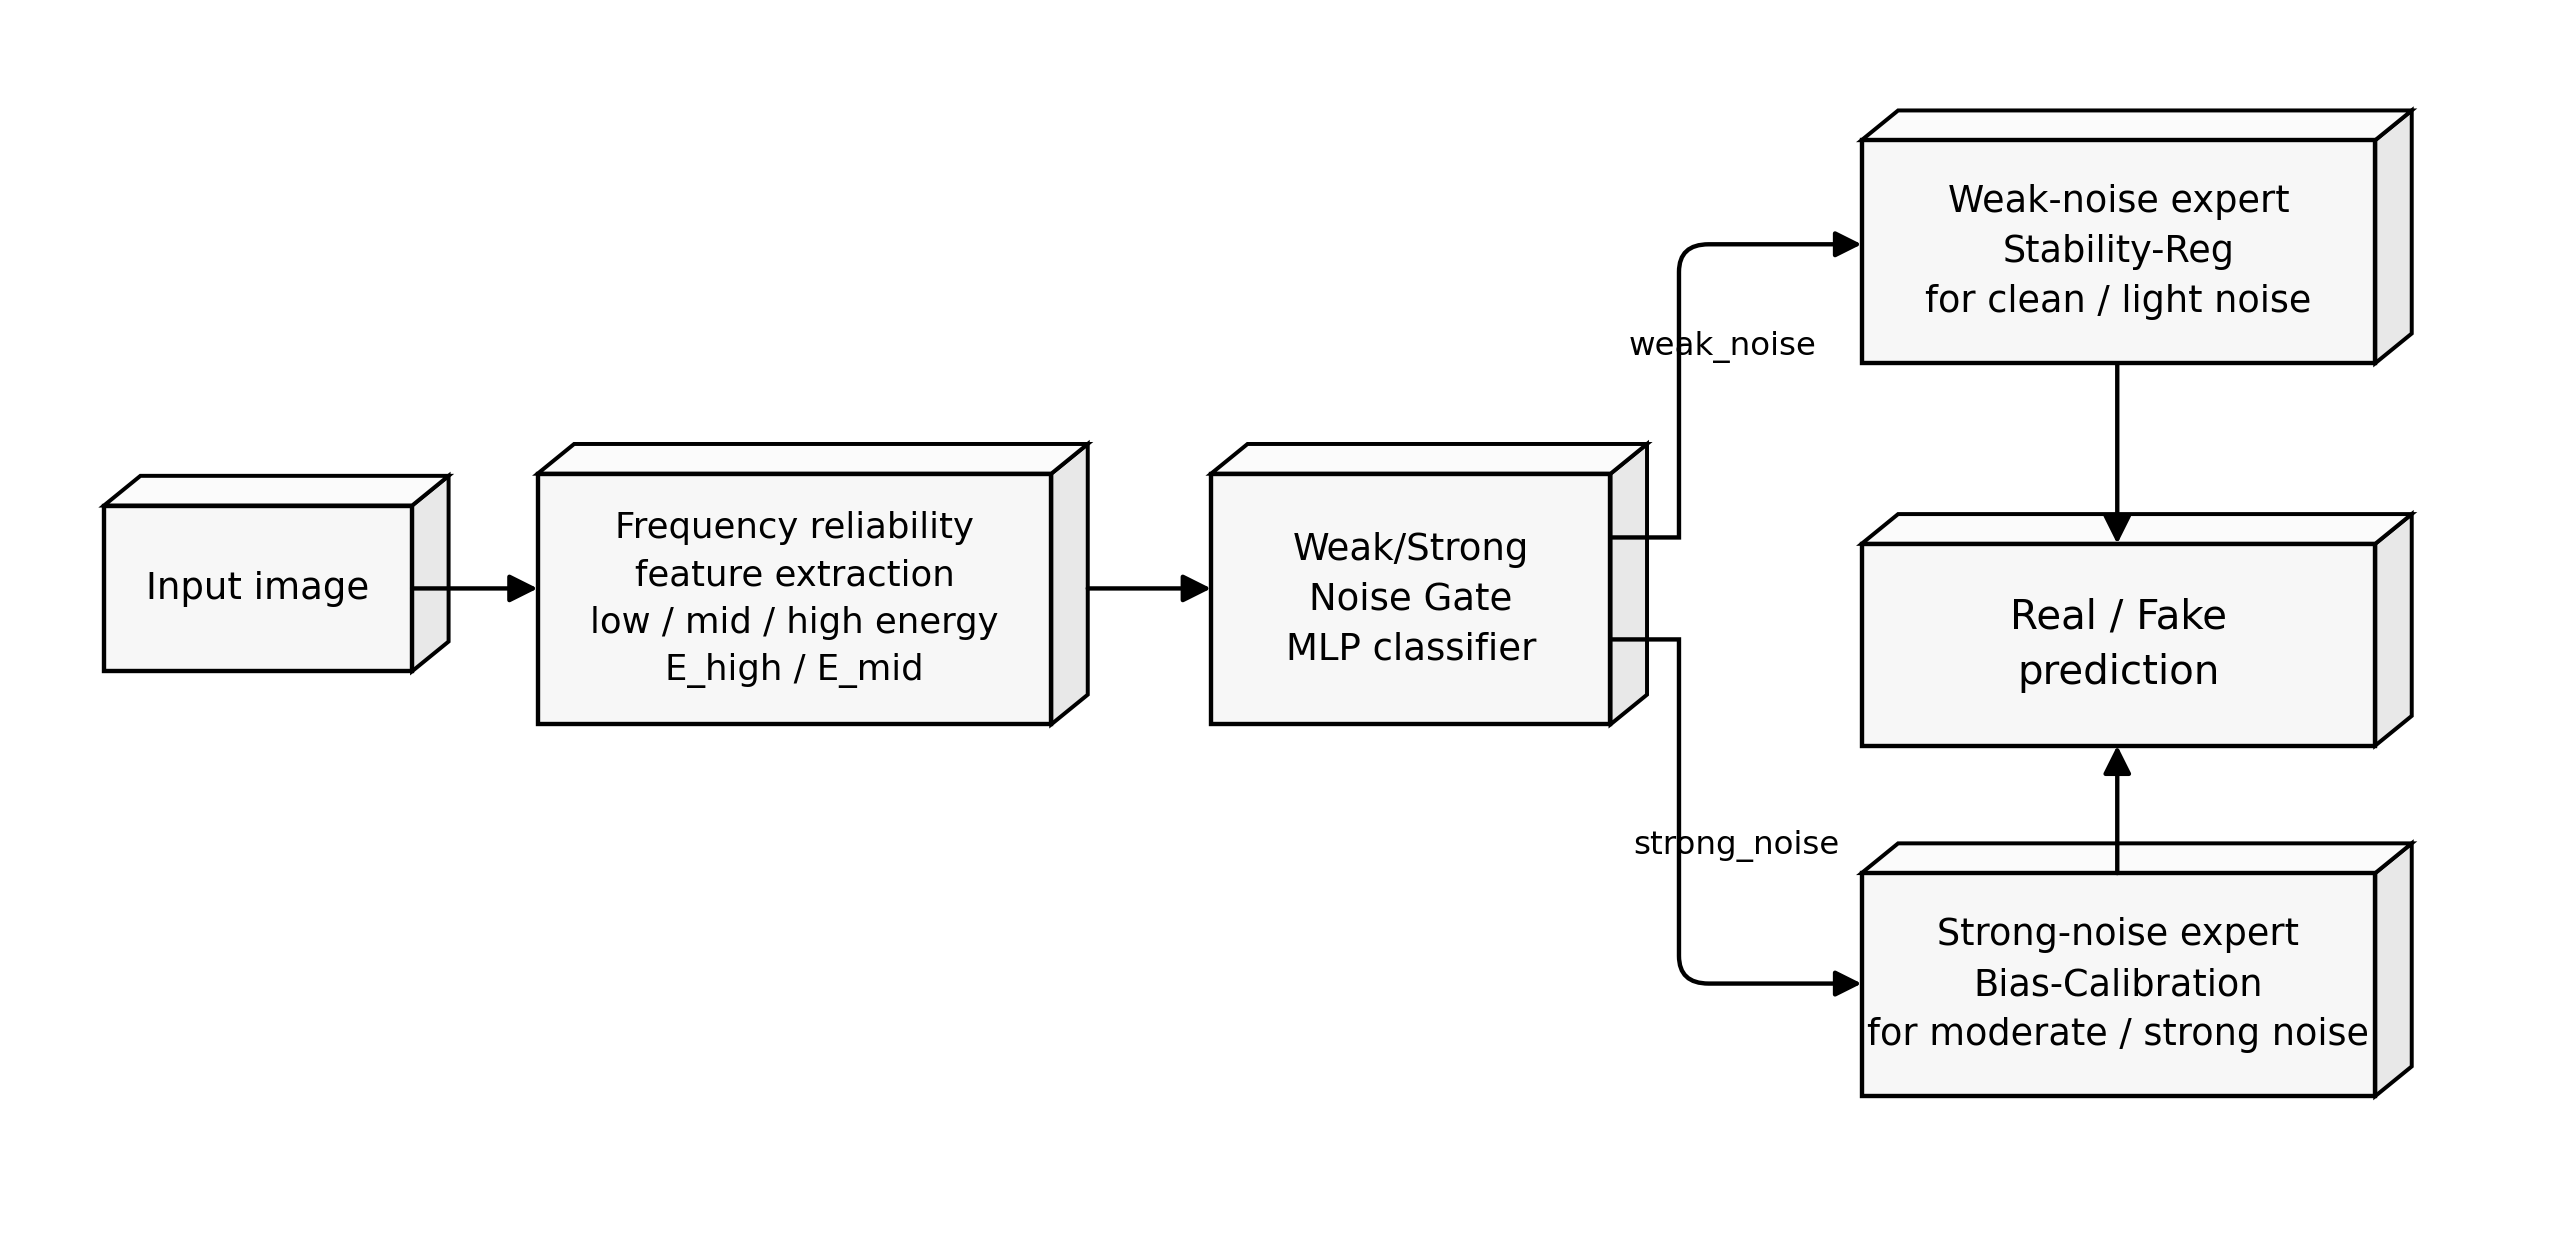 Input image
Frequency reliability
feature extraction
low / mid / high energy
E_high / E_mid
Weak/Strong
Noise Gate
MLP classifier
weak_noise
strong_noise
Weak-noise expert
Stability-Reg
for clean / light noise
Real / Fake
prediction
Strong-noise expert
Bias-Calibration
for moderate / strong noise